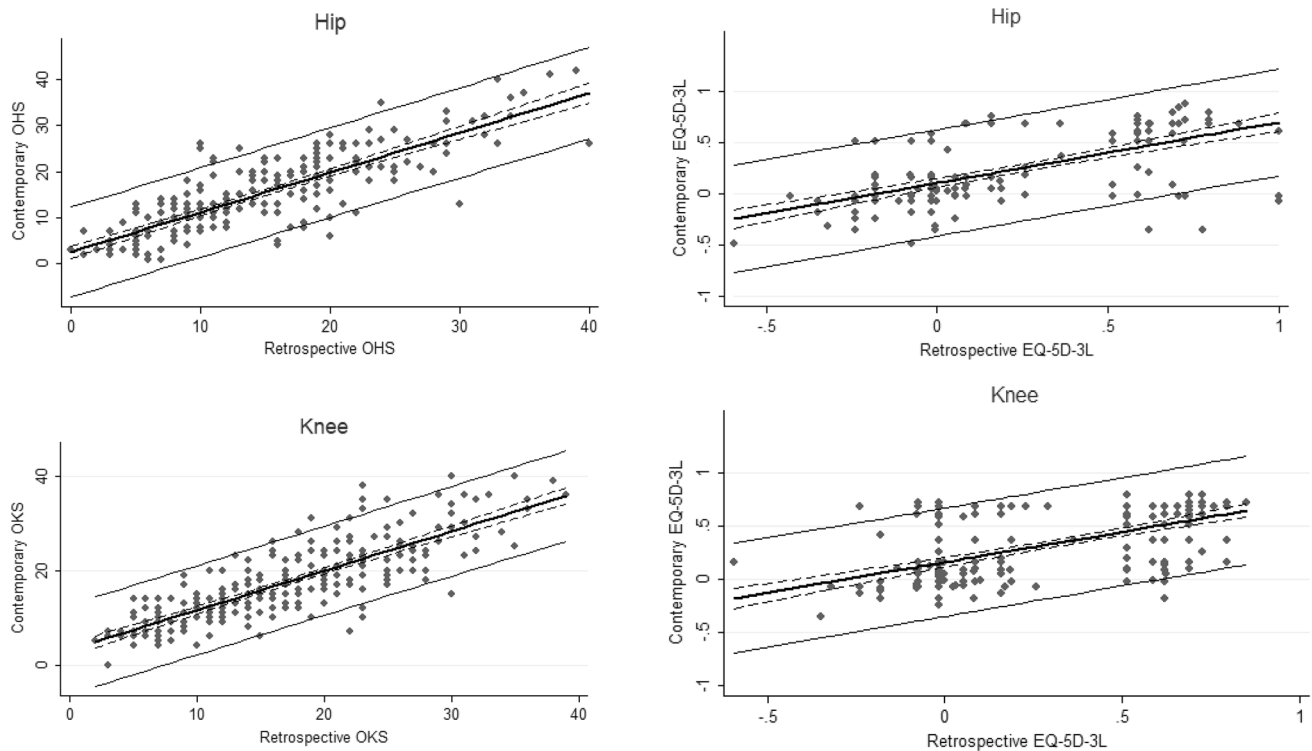 Hip
Contemporary OHS
40
30
20
10
0
0 10 20 30 40
Retrospective OHS
Hip
Contemporary EQ-5D-3L
1
.5
0
-.5
-1
-.5 0 .5 1
Retrospective EQ-5D-3L
Knee
Contemporary OKS
40
20
0
0 10 20 30 40
Retrospective OKS
Knee
Contemporary EQ-5D-3L
1
.5
0
-.5
-1
-.5 0 .5 1
Retrospective EQ-5D-3L